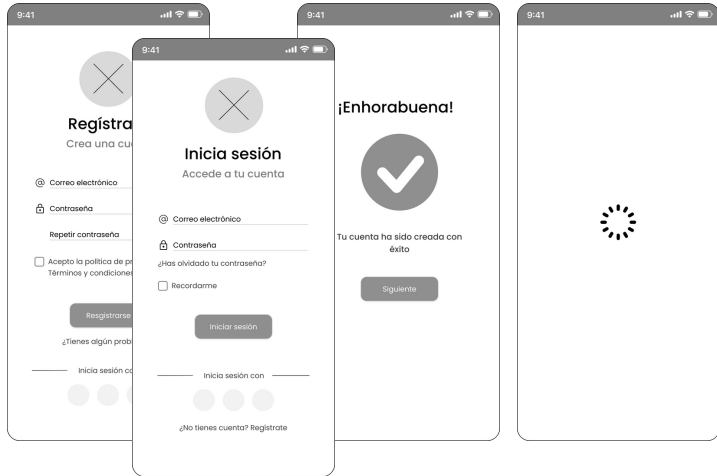 9:41
Regístra
Crea una cu
Correo electrónico
Contraseña
Repetir contraseña
Acepto la política de pr
Términos y condiciones
Resgistrarse
¿Tienes algún probl
Inicia sesión co
9:41
Inicia sesión
Accede a tu cuenta
Correo electrónico
Contraseña
¿Has olvidado tu contraseña?
Recordarme
Iniciar sesión
Inicia sesión con
¿No tienes cuenta? Regístrate
9:41
¡Enhorabuena!
Tu cuenta ha sido creada con
éxito
Siguiente
9:41